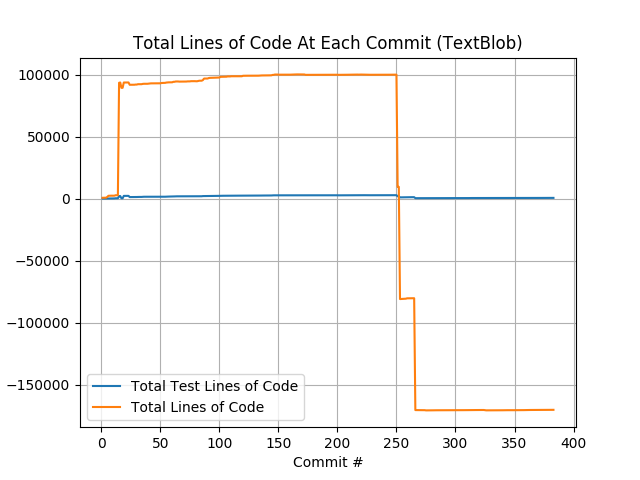 Total Lines of Code At Each Commit (TextBlob)
100000
50000
0
−50000
−100000
−150000
Total Test Lines of Code
Total Lines of Code
0 50 100 150 200 250 300 350 400
Commit #